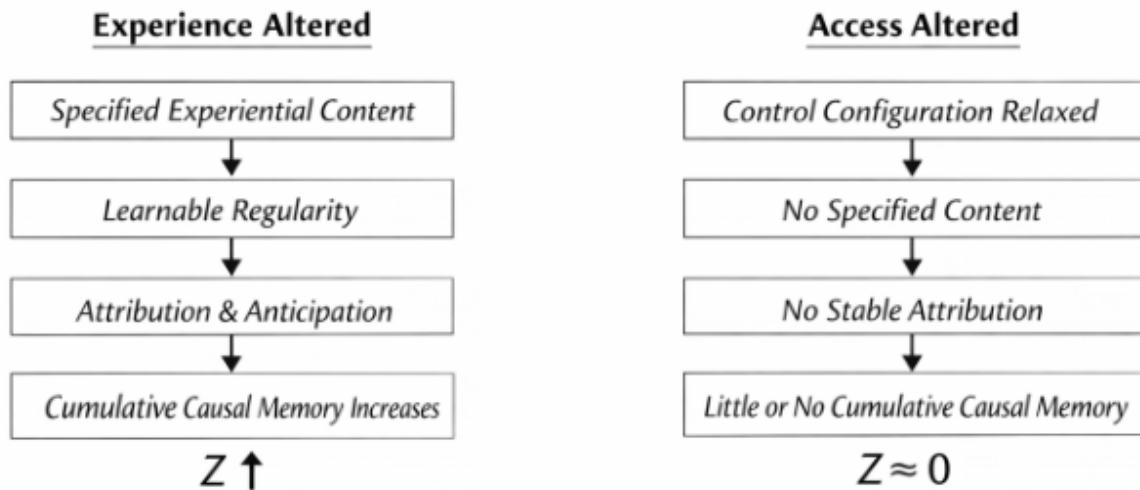 Experience Altered
Specified Experiential Content
Learnable Regularity
Attribution & Anticipation
Cumulative Causal Memory Increases
Z ↑
Access Altered
Control Configuration Relaxed
No Specified Content
No Stable Attribution
Little or No Cumulative Causal Memory
Z ≈ 0